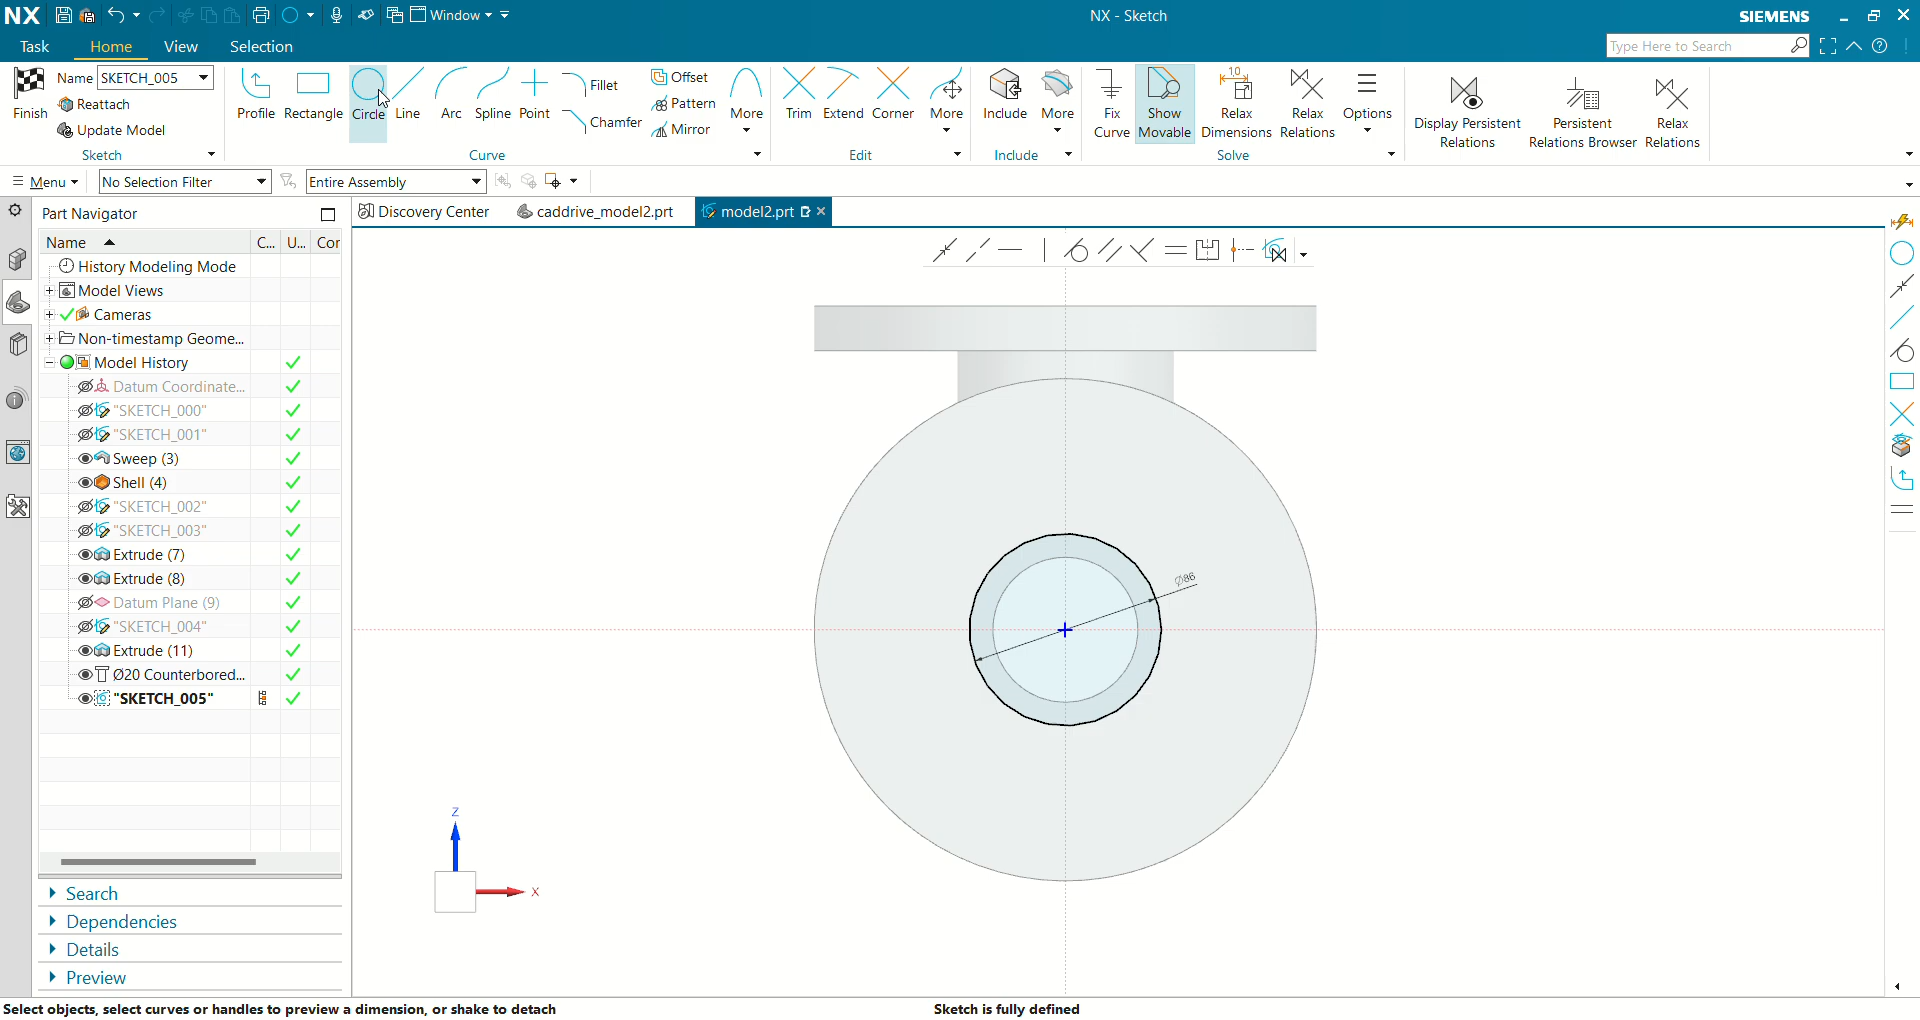 NX
Window
NX - Sketch
SIEMENS
Task
Home
View
Selection
Type Here to Search
Finish
Name SKETCH_005
Reattach
Update Model
Sketch
Profile
Rectangle
Circle
Line
Arc
Spline
Point
Fillet
Chamfer
Offset
Pattern
Mirror
More
Curve
Trim
Extend
Corner
More
Edit
Include
More
Include
Fix
Curve
Show
Movable
Relax
Dimensions
Relax
Relations
Options
Solve
Display Persistent
Relations
Persistent
Relations Browser
Relax
Relations
Menu
No Selection Filter
Entire Assembly
Part Navigator
Discovery Center
caddrive_model2.prt
model2.prt
Name C... U... Cor
History Modeling Mode
Model Views
Cameras
Non-timestamp Geome...
Model History
Datum Coordinate...
"SKETCH_000"
"SKETCH_001"
Sweep (3)
Shell (4)
"SKETCH_002"
"SKETCH_003"
Extrude (7)
Extrude (8)
Datum Plane (9)
"SKETCH_004"
Extrude (11)
Ø20 Counterbored...
"SKETCH_005"
Ø86
Z
X
Search
Dependencies
Details
Preview
Select objects, select curves or handles to preview a dimension, or shake to detach
Sketch is fully defined